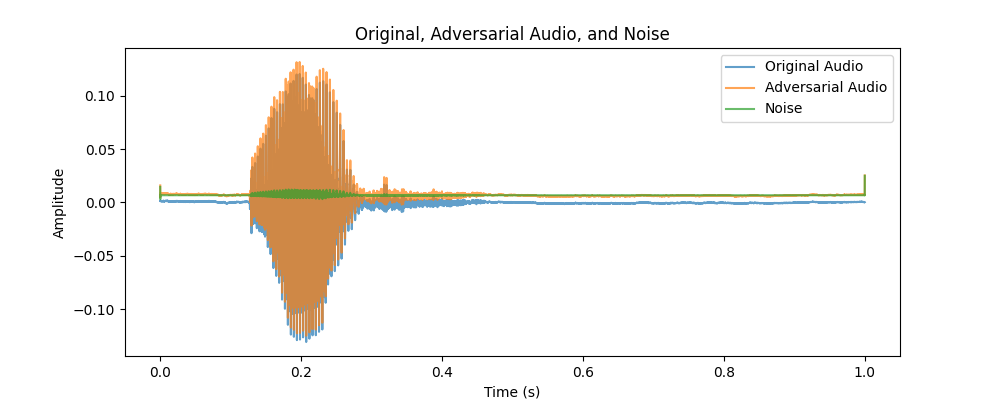 Original, Adversarial Audio, and Noise
Original Audio
Adversarial Audio
Noise
Amplitude
0.10
0.05
0.00
−0.05
−0.10
0.0
0.2
0.4
0.6
0.8
1.0
Time (s)